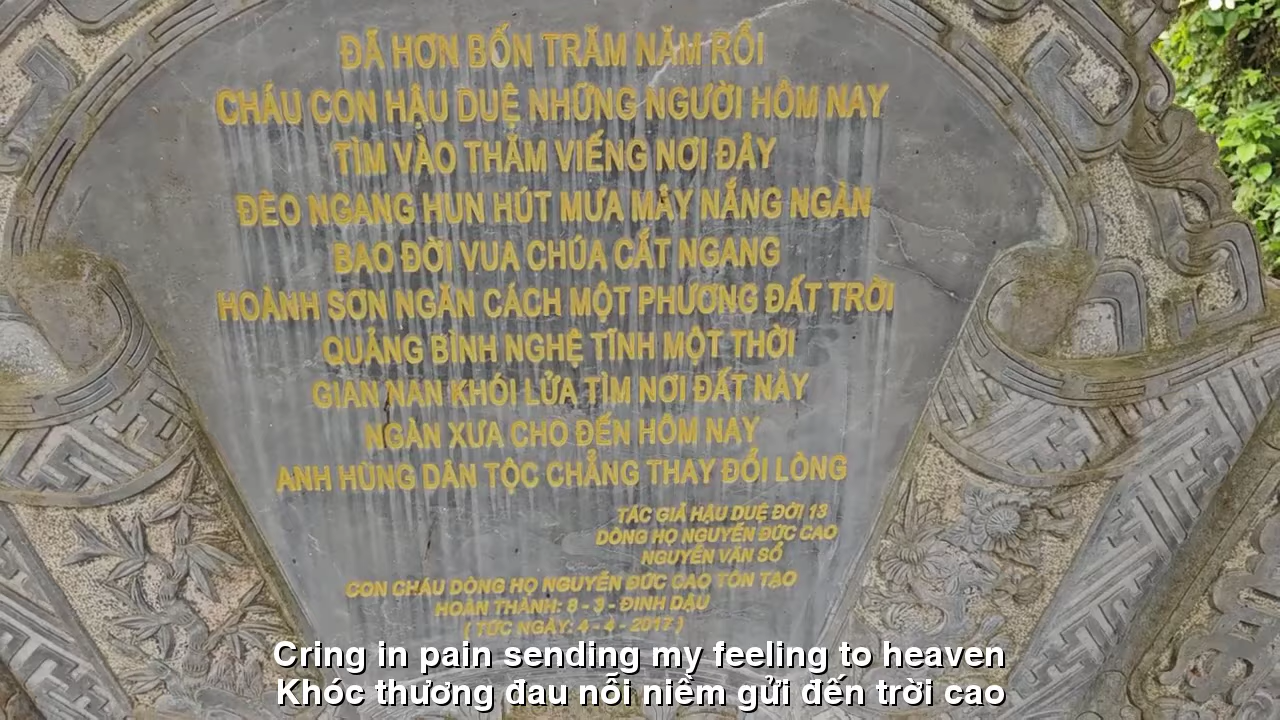 ĐÃ HƠN BỐN TRĂM NĂM RỒI
CHÁU CON HẬU DUỆ NHỮNG NGƯỜI HÔM NAY
TÌM VÀO THĂM VIẾNG NƠI ĐÂY
ĐÈO NGANG HUN HÚT MƯA MÂY NẮNG NGÀN
BAO ĐỜI VUA CHÚA CẮT NGANG
HOÀNH SƠN NGĂN CÁCH MỘT PHƯƠNG ĐẤT TRỜI
QUẢNG BÌNH NGHỆ TĨNH MỘT THỜI
GIAN NAN KHÓI LỬA TÌM NƠI ĐẤT NÀY
NGÀN XƯA CHO ĐẾN HÔM NAY
ANH HÙNG DÂN TỘC CHẲNG THAY ĐỔI LÒNG
TÁC GIẢ HẬU DUỆ ĐỜI 13
DÒNG HỌ NGUYỄN ĐỨC CAO
NGUYỄN VĂN SỔ
CON CHÁU DÒNG HỌ NGUYỄN ĐỨC CAO TÔN TẠO
HOÀN THÀNH: 8 - 3 - ĐINH DẬU
( TỨC NGÀY: 4 - 4 - 2017 )
Cring in pain sending my feeling to heaven
Khóc thương đau nỗi niềm gửi đến trời cao